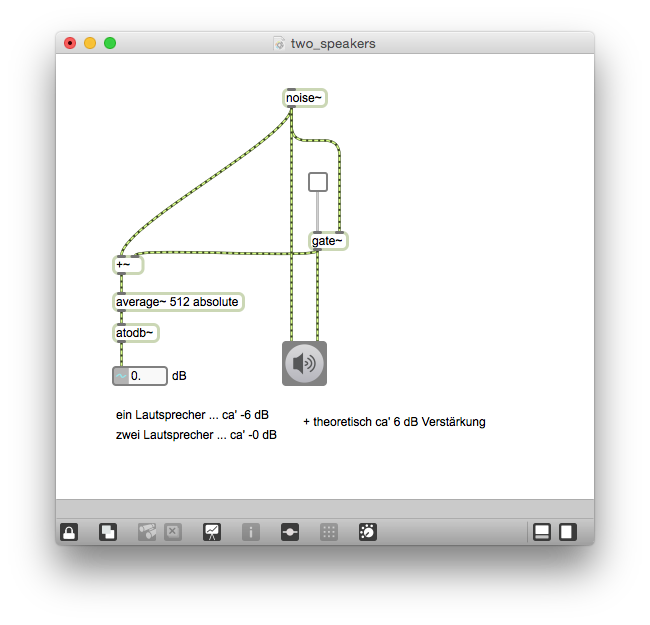 two_speakers
noise~
gate~
+~
average~ 512 absolute
atodb~
0. dB
ein Lautsprecher ... ca' -6 dB
zwei Lautsprecher ... ca' -0 dB
+ theoretisch ca' 6 dB Verstärkung